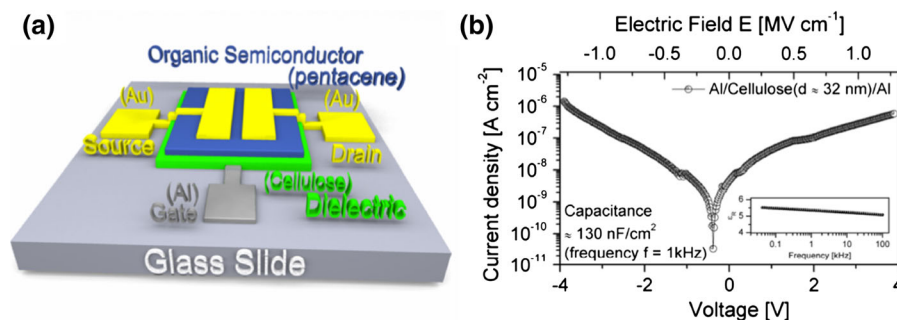 (a)
Organic Semiconductor
(pentacene)
(Au)
(Au)
Source
Drain
(Cellulose)
Dielectric
(Al)
Gate
Glass Slide
(b)
Electric Field E [MV cm⁻¹]
-1.0 -0.5 0.0 0.5 1.0
10⁻⁵
10⁻⁶
10⁻⁷
10⁻⁸
10⁻⁹
10⁻¹⁰
10⁻¹¹
Current density [A cm⁻²]
Al/Cellulose(d ≈ 32 nm)/Al
Capacitance
≈ 130 nF/cm²
(frequency f = 1kHz)
6
5
4
εR
0.1 1 10 100
Frequency [kHz]
-4 -2 0 2 4
Voltage [V]